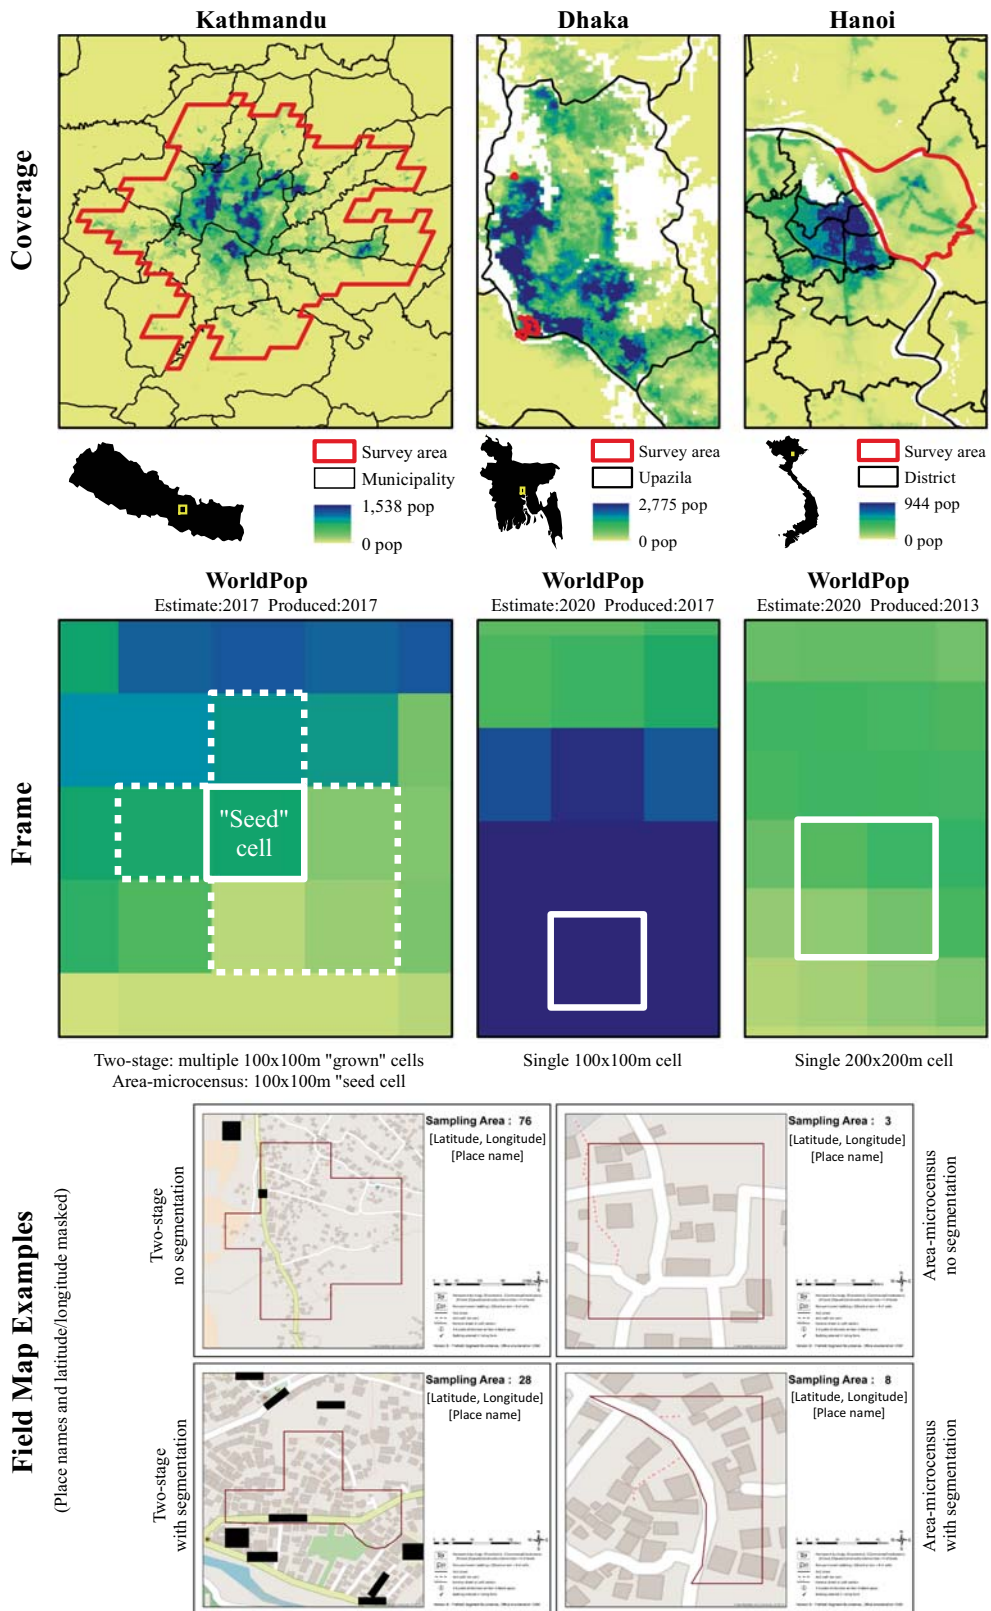 Kathmandu
Dhaka
Hanoi
Coverage
Survey area
Municipality
1,538 pop
0 pop
Survey area
Upazila
2,775 pop
0 pop
Survey area
District
944 pop
0 pop
WorldPop
Estimate:2017 Produced:2017
WorldPop
Estimate:2020 Produced:2017
WorldPop
Estimate:2020 Produced:2013
Frame
"Seed"
cell
Two-stage: multiple 100x100m "grown" cells
Area-microcensus: 100x100m "seed cell
Single 100x100m cell
Single 200x200m cell
Field Map Examples
(Place names and latitude/longitude masked)
Two-stage
no segmentation
Sampling Area : 76
[Latitude, Longitude]
[Place name]
Sampling Area : 3
[Latitude, Longitude]
[Place name]
Area-microcensus
no segmentation
Two-stage
with segmentation
Sampling Area : 28
[Latitude, Longitude]
[Place name]
Sampling Area : 8
[Latitude, Longitude]
[Place name]
Area-microcensus
with segmentation